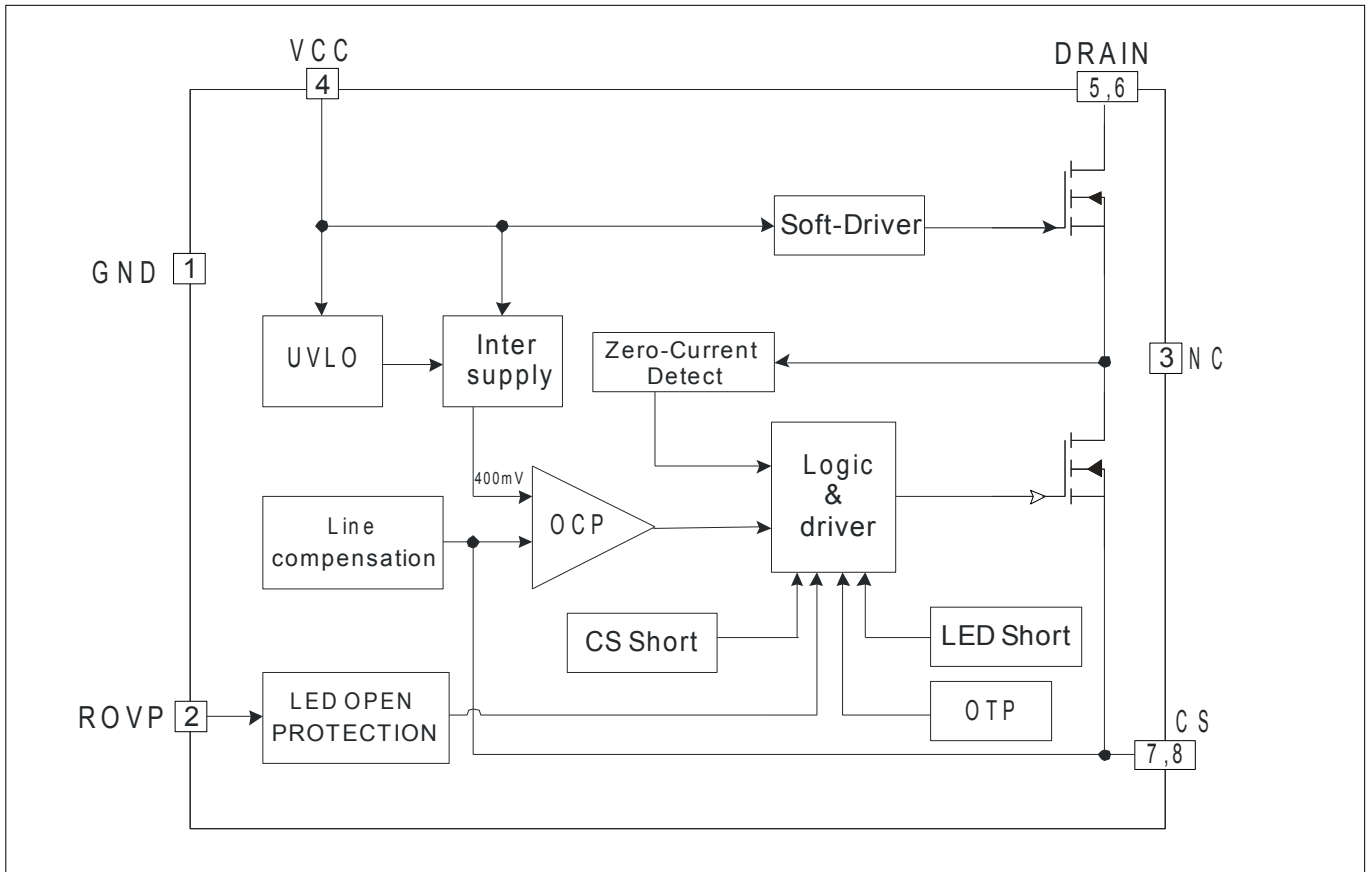 VCC
4
DRAIN
5,6
Soft-Driver
GND
1
UVLO
Inter
supply
Zero-Current
Detect
3
NC
400mV
OCP
Logic
&
driver
Line
compensation
CS Short
LED Short
ROVP
2
LED OPEN
PROTECTION
OTP
CS
7,8